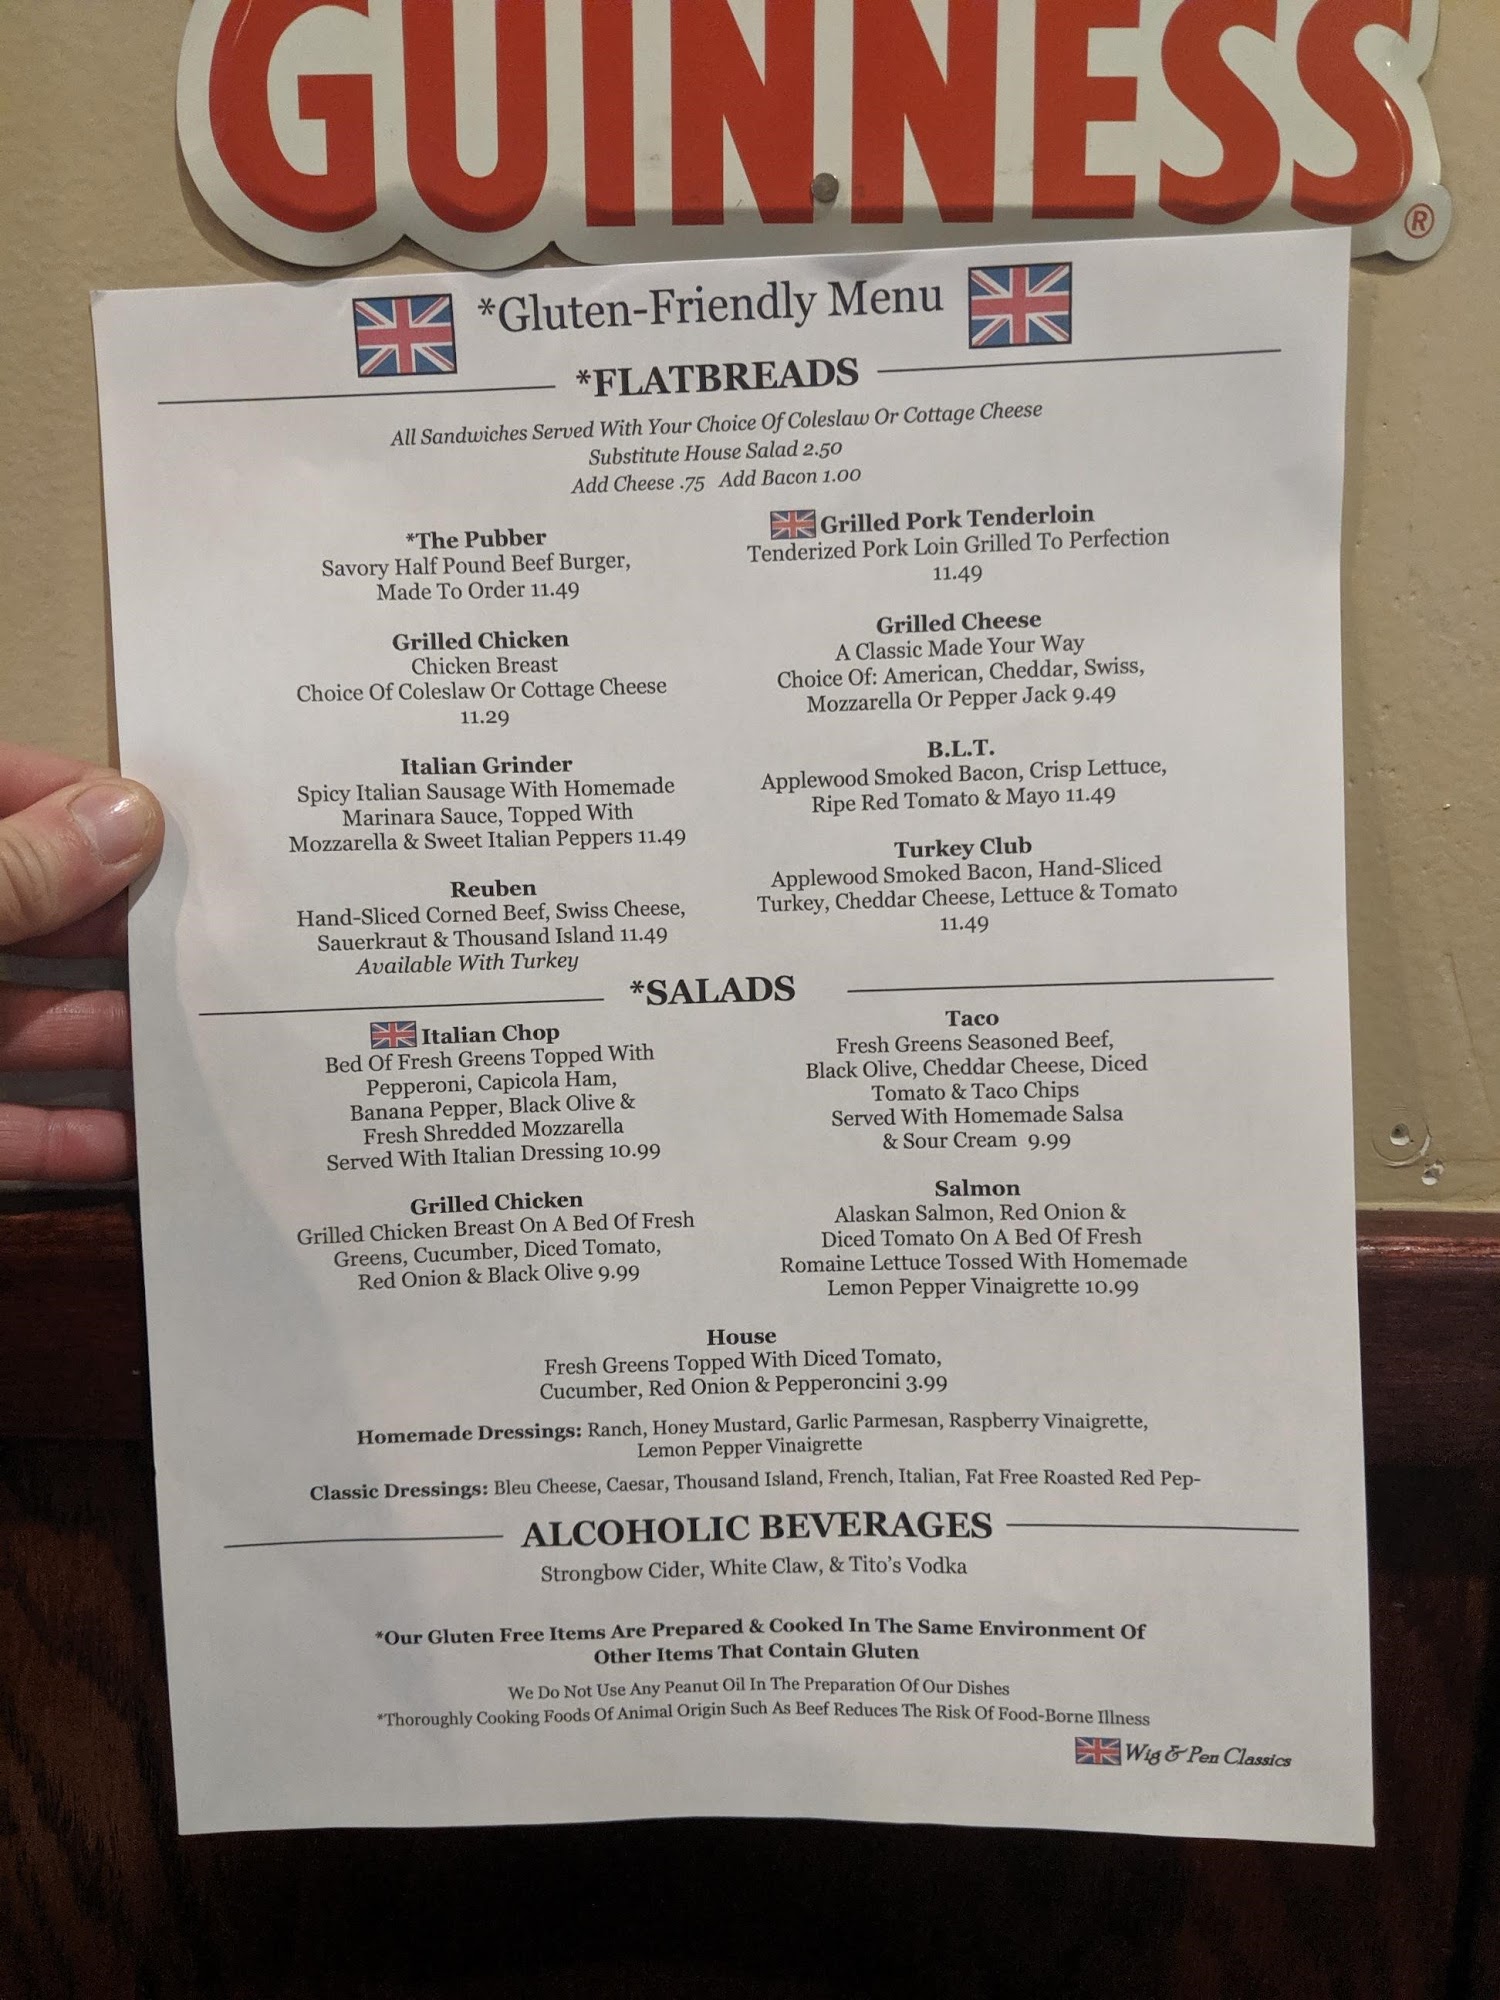 GUINNESS
®
*Gluten-Friendly Menu
*FLATBREADS
All Sandwiches Served With Your Choice Of Coleslaw Or Cottage Cheese
Substitute House Salad 2.50
Add Cheese .75 Add Bacon 1.00
*The Pubber
Savory Half Pound Beef Burger,
Made To Order 11.49
Grilled Chicken
Chicken Breast
Choice Of Coleslaw Or Cottage Cheese
11.29
Italian Grinder
Spicy Italian Sausage With Homemade
Marinara Sauce, Topped With
Mozzarella & Sweet Italian Peppers 11.49
Reuben
Hand-Sliced Corned Beef, Swiss Cheese,
Sauerkraut & Thousand Island 11.49
Available With Turkey
Grilled Pork Tenderloin
Tenderized Pork Loin Grilled To Perfection
11.49
Grilled Cheese
A Classic Made Your Way
Choice Of: American, Cheddar, Swiss,
Mozzarella Or Pepper Jack 9.49
B.L.T.
Applewood Smoked Bacon, Crisp Lettuce,
Ripe Red Tomato & Mayo 11.49
Turkey Club
Applewood Smoked Bacon, Hand-Sliced
Turkey, Cheddar Cheese, Lettuce & Tomato
11.49
*SALADS
Italian Chop
Bed Of Fresh Greens Topped With
Pepperoni, Capicola Ham,
Banana Pepper, Black Olive &
Fresh Shredded Mozzarella
Served With Italian Dressing 10.99
Grilled Chicken
Grilled Chicken Breast On A Bed Of Fresh
Greens, Cucumber, Diced Tomato,
Red Onion & Black Olive 9.99
Taco
Fresh Greens Seasoned Beef,
Black Olive, Cheddar Cheese, Diced
Tomato & Taco Chips
Served With Homemade Salsa
& Sour Cream 9.99
Salmon
Alaskan Salmon, Red Onion &
Diced Tomato On A Bed Of Fresh
Romaine Lettuce Tossed With Homemade
Lemon Pepper Vinaigrette 10.99
House
Fresh Greens Topped With Diced Tomato,
Cucumber, Red Onion & Pepperoncini 3.99
Homemade Dressings: Ranch, Honey Mustard, Garlic Parmesan, Raspberry Vinaigrette,
Lemon Pepper Vinaigrette
Classic Dressings: Bleu Cheese, Caesar, Thousand Island, French, Italian, Fat Free Roasted Red Pep-
ALCOHOLIC BEVERAGES
Strongbow Cider, White Claw, & Tito's Vodka
*Our Gluten Free Items Are Prepared & Cooked In The Same Environment Of
Other Items That Contain Gluten
We Do Not Use Any Peanut Oil In The Preparation Of Our Dishes
*Thoroughly Cooking Foods Of Animal Origin Such As Beef Reduces The Risk Of Food-Borne Illness
Wig & Pen Classics